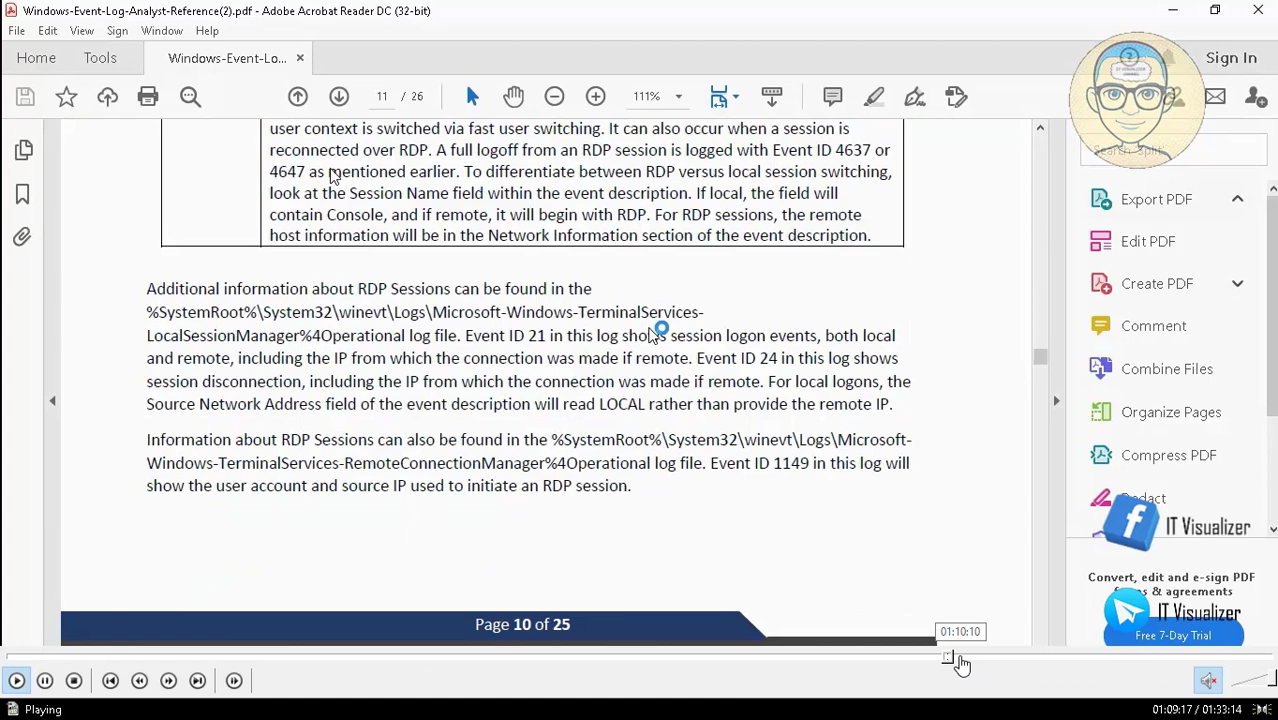 Windows-Event-Log-Analyst-Reference(2).pdf - Adobe Acrobat Reader DC (32-bit)
File Edit View Sign Window Help
Home Tools Windows-Event-Lo... Sign In
11 / 26 111%
user context is switched via fast user switching. It can also occur when a session is
reconnected over RDP. A full logoff from an RDP session is logged with Event ID 4637 or
4647 as mentioned earlier. To differentiate between RDP versus local session switching,
look at the Session Name field within the event description. If local, the field will
contain Console, and if remote, it will begin with RDP. For RDP sessions, the remote
host information will be in the Network Information section of the event description.
Additional information about RDP Sessions can be found in the
%SystemRoot%\System32\winevt\Logs\Microsoft-Windows-TerminalServices-
LocalSessionManager%4Operational log file. Event ID 21 in this log shows session logon events, both local
and remote, including the IP from which the connection was made if remote. Event ID 24 in this log shows
session disconnection, including the IP from which the connection was made if remote. For local logons, the
Source Network Address field of the event description will read LOCAL rather than provide the remote IP.
Information about RDP Sessions can also be found in the %SystemRoot%\System32\winevt\Logs\Microsoft-
Windows-TerminalServices-RemoteConnectionManager%4Operational log file. Event ID 1149 in this log will
show the user account and source IP used to initiate an RDP session.
Page 10 of 25
IT VISUALIZER
CHANNEL
Export PDF
Edit PDF
Create PDF
Comment
Combine Files
Organize Pages
Compress PDF
Redact
IT Visualizer
Convert, edit and e-sign PDF
forms & agreements
IT Visualizer
Free 7-Day Trial
01:10:10
Playing 01:09:17 / 01:33:14